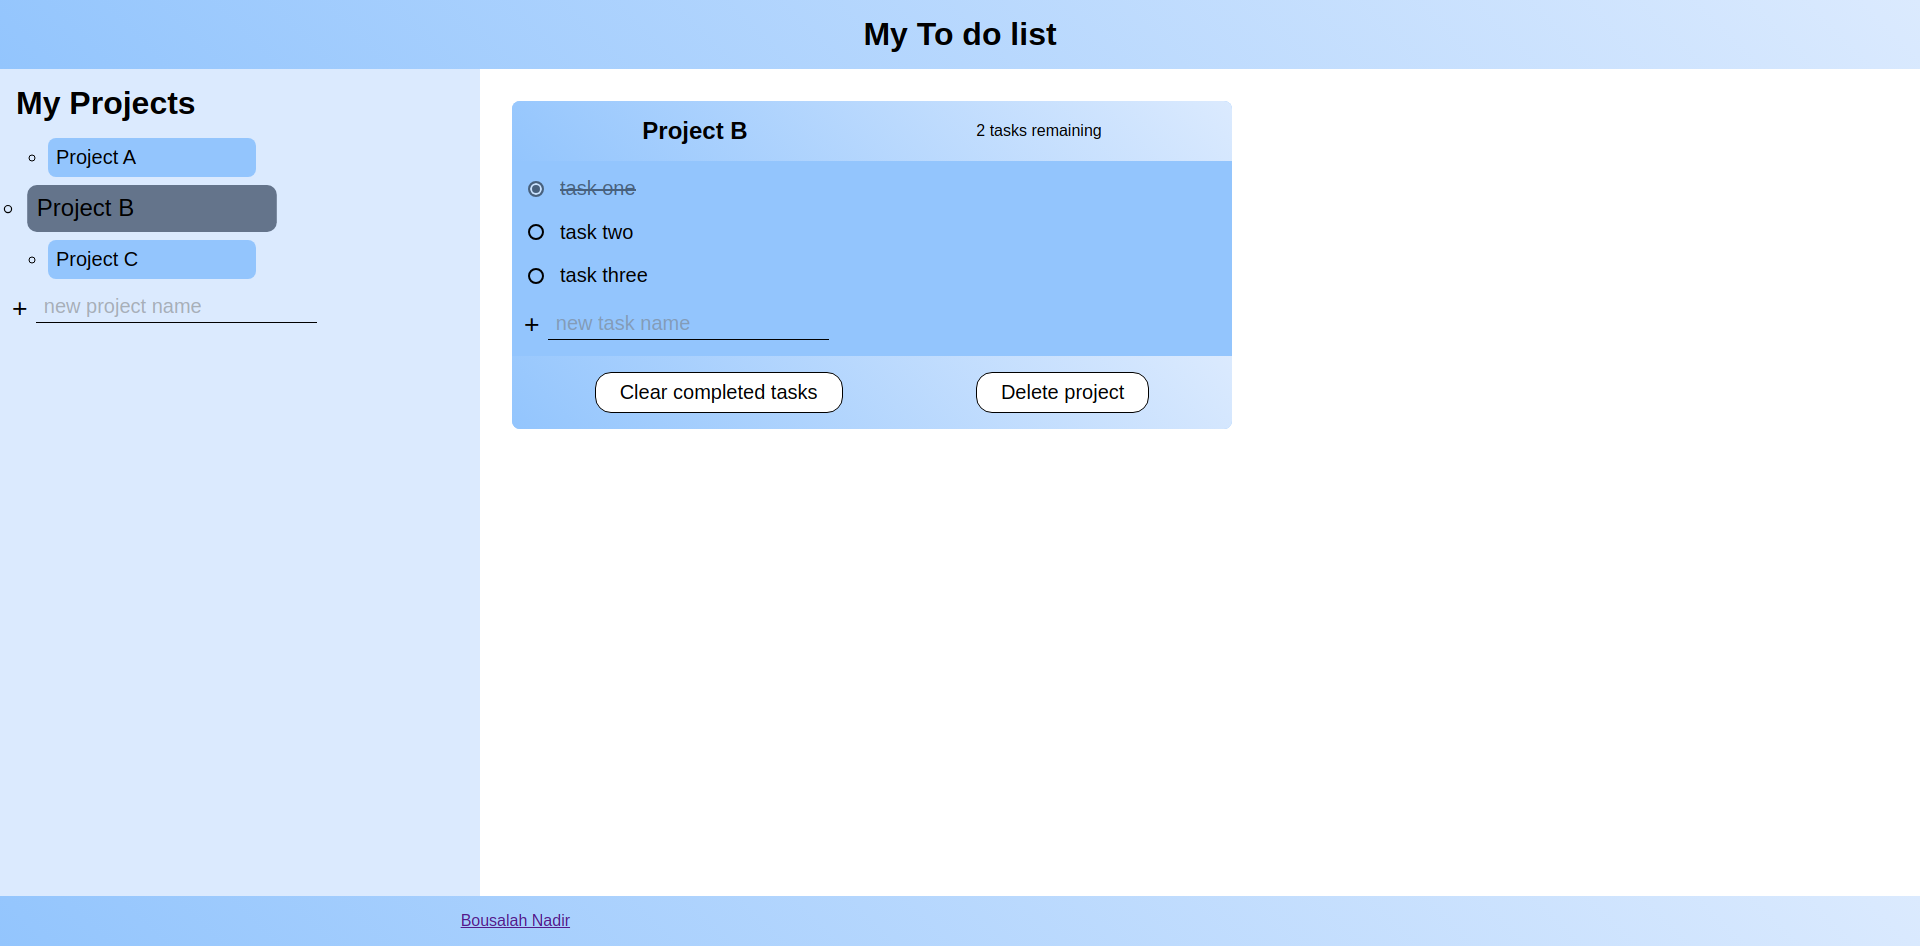 My To do list
My Projects
Project A
Project B
Project C
+ new project name
Project B
2 tasks remaining
task one
task two
task three
+ new task name
Clear completed tasks
Delete project
Bousalah Nadir